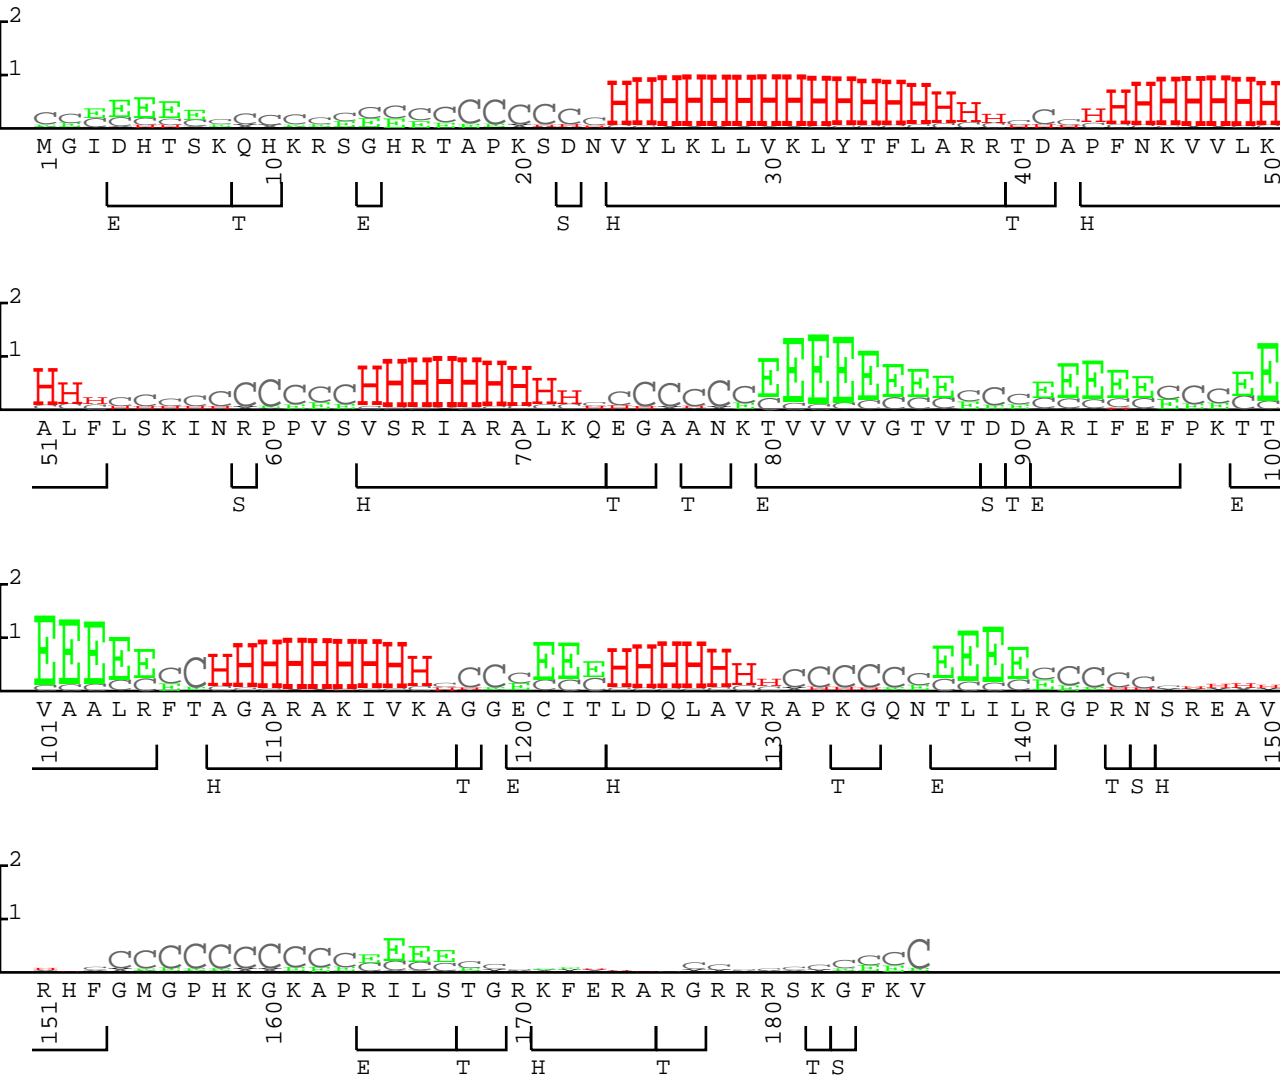 2
1
M G I D H T S K Q H K R S G H R T A P K S D N V Y L K L L V K L Y T F L A R R T D A P F N K V V L K
1 10 20 30 40 50
E T E S H T H
2
1
A L F L S K I N R P P V S V S R I A R A L K Q E G A A N K T V V V V G T V T D D A R I F E F P K T T
51 60 70 80 90 100
S H T T E S T E E
2
1
V A A L R F T A G A R A K I V K A G G E C I T L D Q L A V R A P K G Q N T L I L R G P R N S R E A V
101 110 120 130 140 150
H T E H T E T S H
2
1
R H F G M G P H K G K A P R I L S T G R K F E R A R G R R R S K G F K V
151 160 170 180
E T H T T S